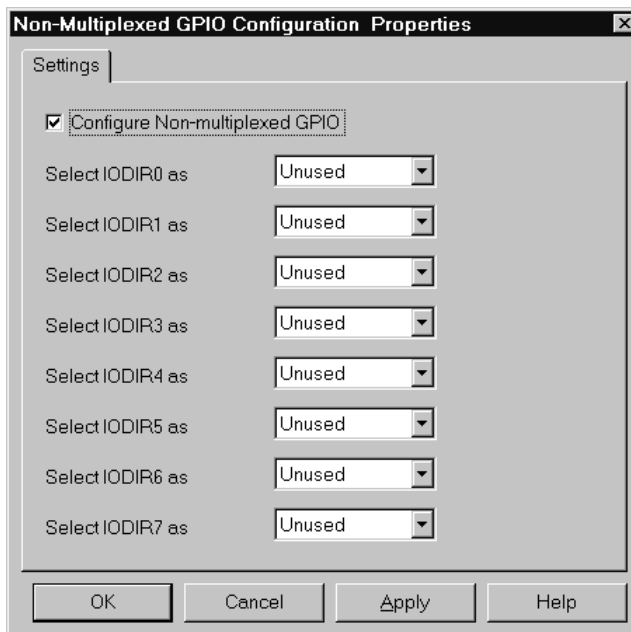 Non-Multiplexed GPIO Configuration Properties
Settings
Configure Non-multiplexed GPIO
Select IODIR0 as Unused
Select IODIR1 as Unused
Select IODIR2 as Unused
Select IODIR3 as Unused
Select IODIR4 as Unused
Select IODIR5 as Unused
Select IODIR6 as Unused
Select IODIR7 as Unused
OK Cancel Apply Help